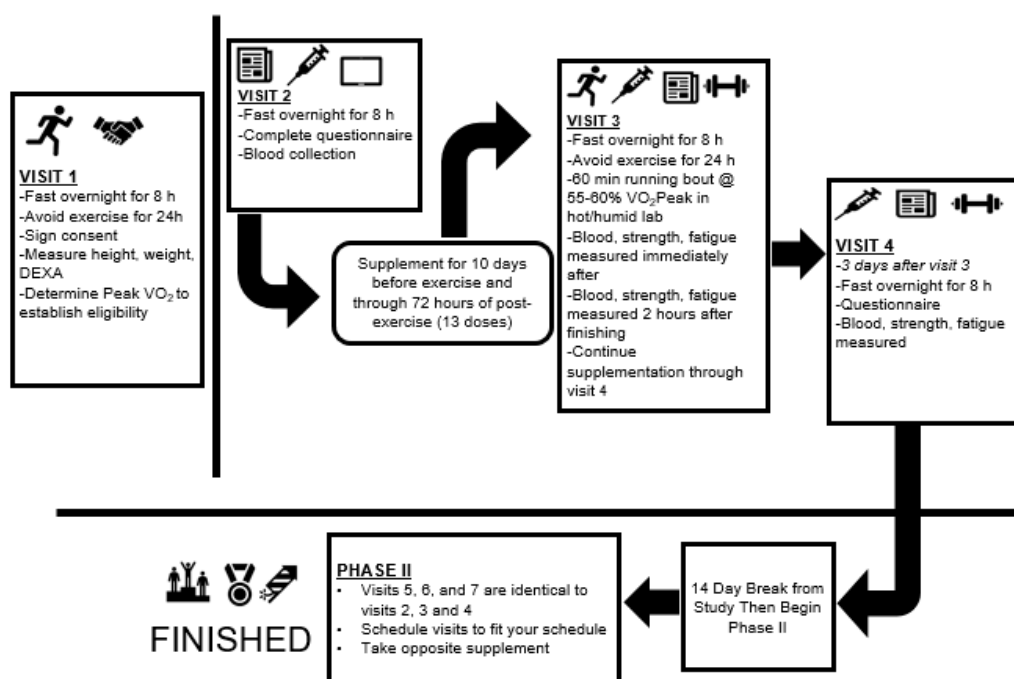 VISIT 1
-Fast overnight for 8 h
-Avoid exercise for 24h
-Sign consent
-Measure height, weight,
DEXA
-Determine Peak VO₂ to
establish eligibility
VISIT 2
-Fast overnight for 8 h
-Complete questionnaire
-Blood collection
Supplement for 10 days
before exercise and
through 72 hours of post-
exercise (13 doses)
VISIT 3
-Fast overnight for 8 h
-Avoid exercise for 24 h
-60 min running bout @
55-60% VO₂Peak in
hot/humid lab
-Blood, strength, fatigue
measured immediately
after
-Blood, strength, fatigue
measured 2 hours after
finishing
-Continue
supplementation through
visit 4
VISIT 4
-3 days after visit 3
-Fast overnight for 8 h
-Questionnaire
-Blood, strength, fatigue
measured
14 Day Break from
Study Then Begin
Phase II
PHASE II
• Visits 5, 6, and 7 are identical to
visits 2, 3 and 4
• Schedule visits to fit your schedule
• Take opposite supplement
FINISHED